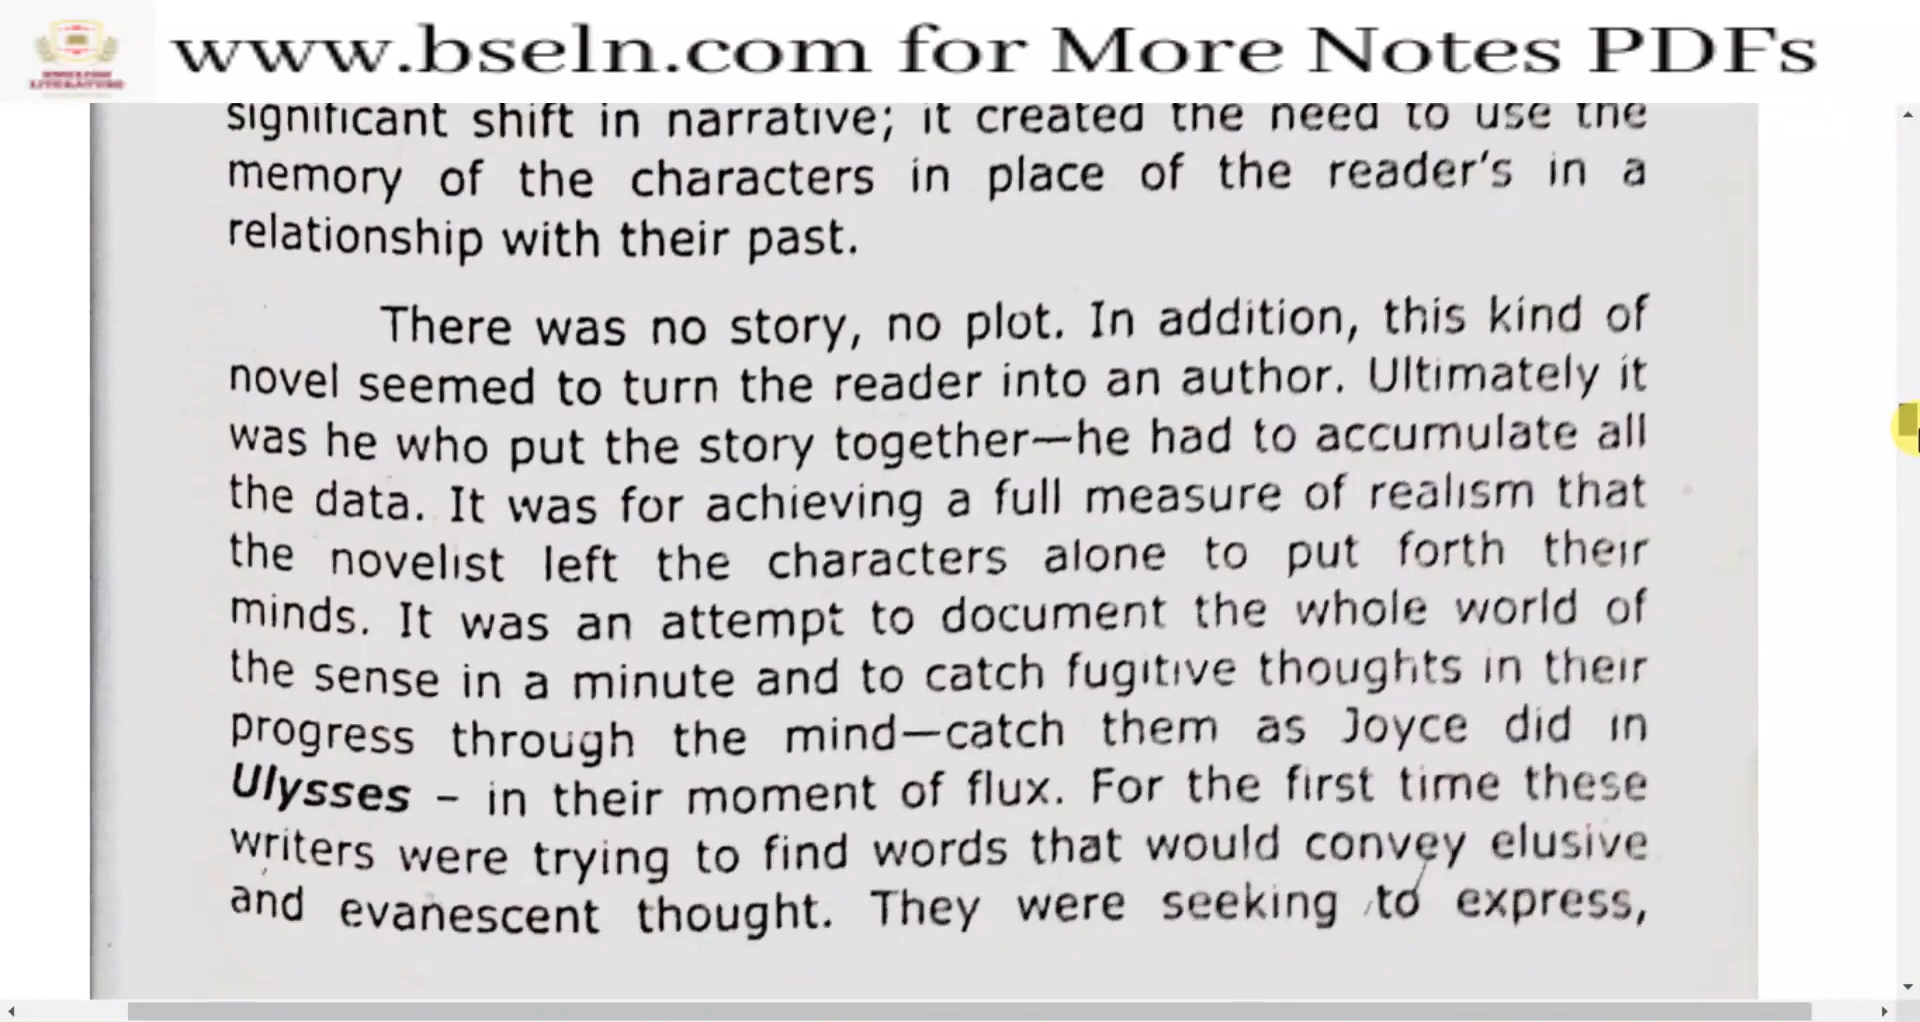 www.bseln.com for More Notes PDFs
LITERATURE
significant shift in narrative; it created the need to use the
memory of the characters in place of the reader's in a
relationship with their past.
There was no story, no plot. In addition, this kind of
novel seemed to turn the reader into an author. Ultimately it
was he who put the story together—he had to accumulate all
the data. It was for achieving a full measure of realism that
the novelist left the characters alone to put forth their
minds. It was an attempt to document the whole world of
the sense in a minute and to catch fugitive thoughts in their
progress through the mind—catch them as Joyce did in
Ulysses – in their moment of flux. For the first time these
writers were trying to find words that would convey elusive
and evanescent thought. They were seeking to express,